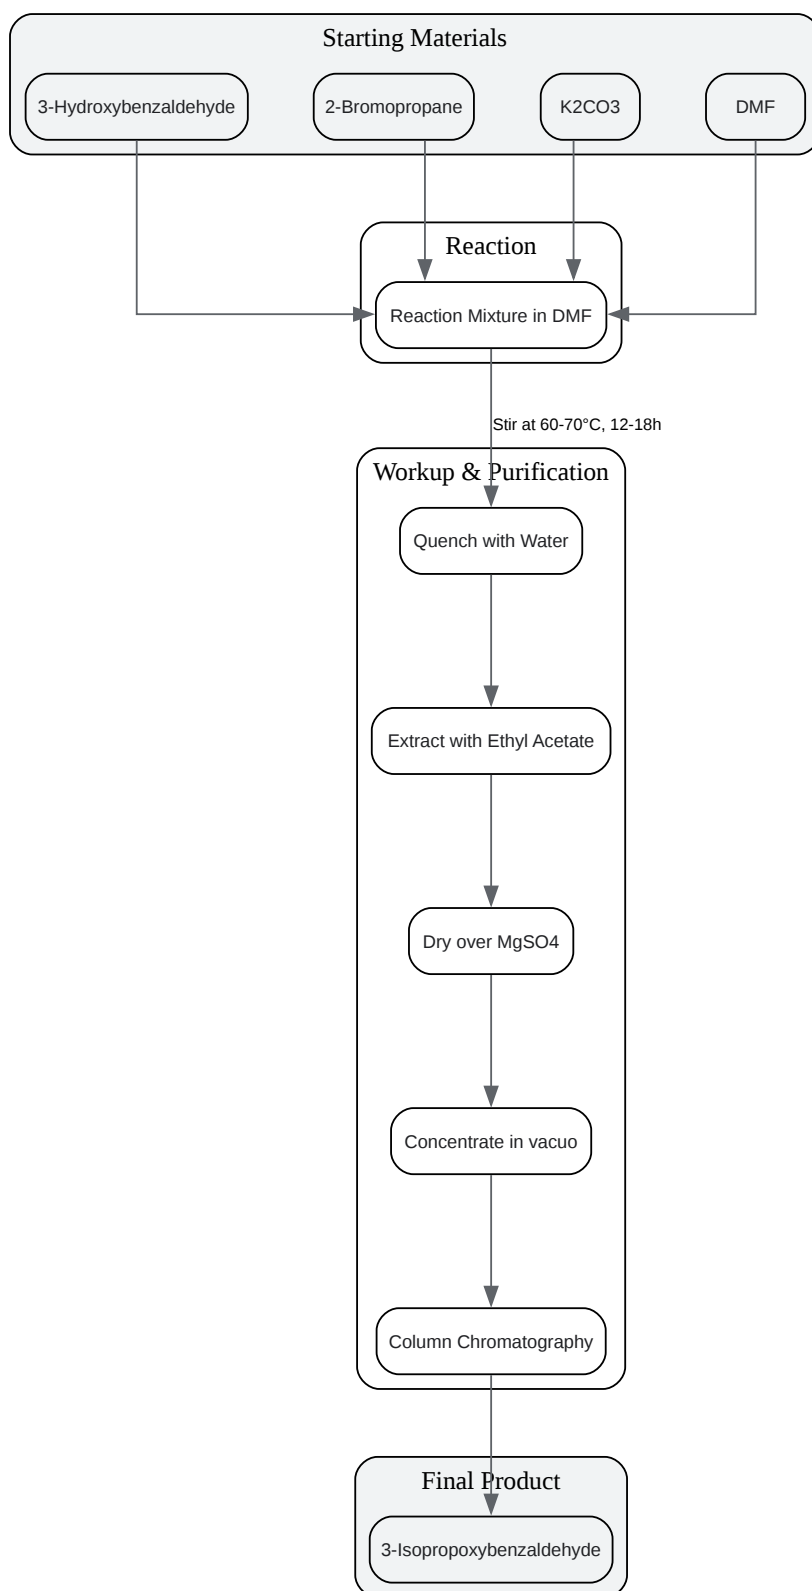 Starting Materials
3-Hydroxybenzaldehyde
2-Bromopropane
K2CO3
DMF
Reaction
Reaction Mixture in DMF
Stir at 60-70°C, 12-18h
Workup & Purification
Quench with Water
Extract with Ethyl Acetate
Dry over MgSO4
Concentrate in vacuo
Column Chromatography
Final Product
3-Isopropoxybenzaldehyde